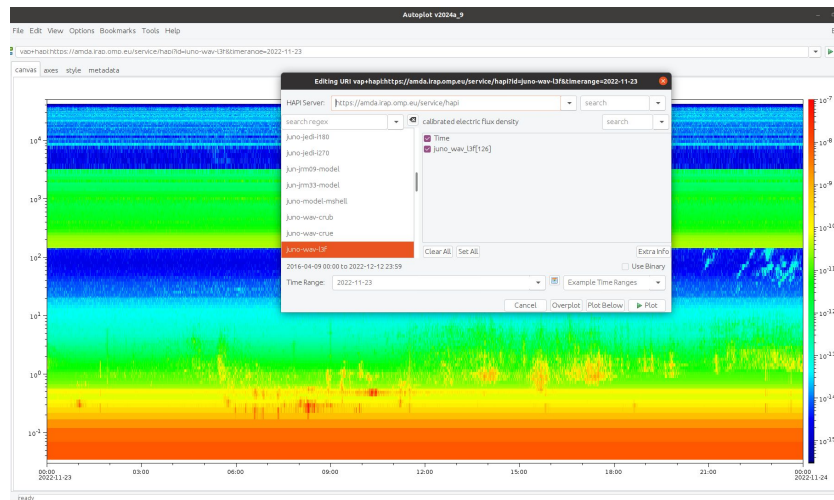 Autoplot v2024a_9
File Edit View Options Bookmarks Tools Help
vap+hapi:https://amda.irap.omp.eu/service/hapi?id=juno-wav-l3f&timerange=2022-11-23
canvas axes style metadata
Editing URI vap+hapi:https://amda.irap.omp.eu/service/hapi?id=juno-wav-l3f&timerange=2022-11-23
HAPI Server: https://amda.irap.omp.eu/service/hapi search
search regex calibrated electric flux density search
juno-jedi-i180
juno-jedi-i270
jun-jrm09-model
jun-jrm33-model
juno-model-mshell
juno-wav-crub
juno-wav-crue
juno-wav-l3f
Time
juno_wav_l3f[126]
Clear All Set All Extra Info
2016-04-09 00:00 to 2022-12-12 23:59 Use Binary
Time Range: 2022-11-23 Example Time Ranges
Cancel Overplot Plot Below Plot
10⁴
10³
10²
10¹
10⁰
10⁻¹
10⁻⁷
10⁻⁸
10⁻⁹
10⁻¹⁰
10⁻¹¹
10⁻¹²
10⁻¹³
10⁻¹⁴
10⁻¹⁵
00:00 03:00 06:00 09:00 12:00 15:00 18:00 21:00 00:00
2022-11-23 2022-11-24
ready